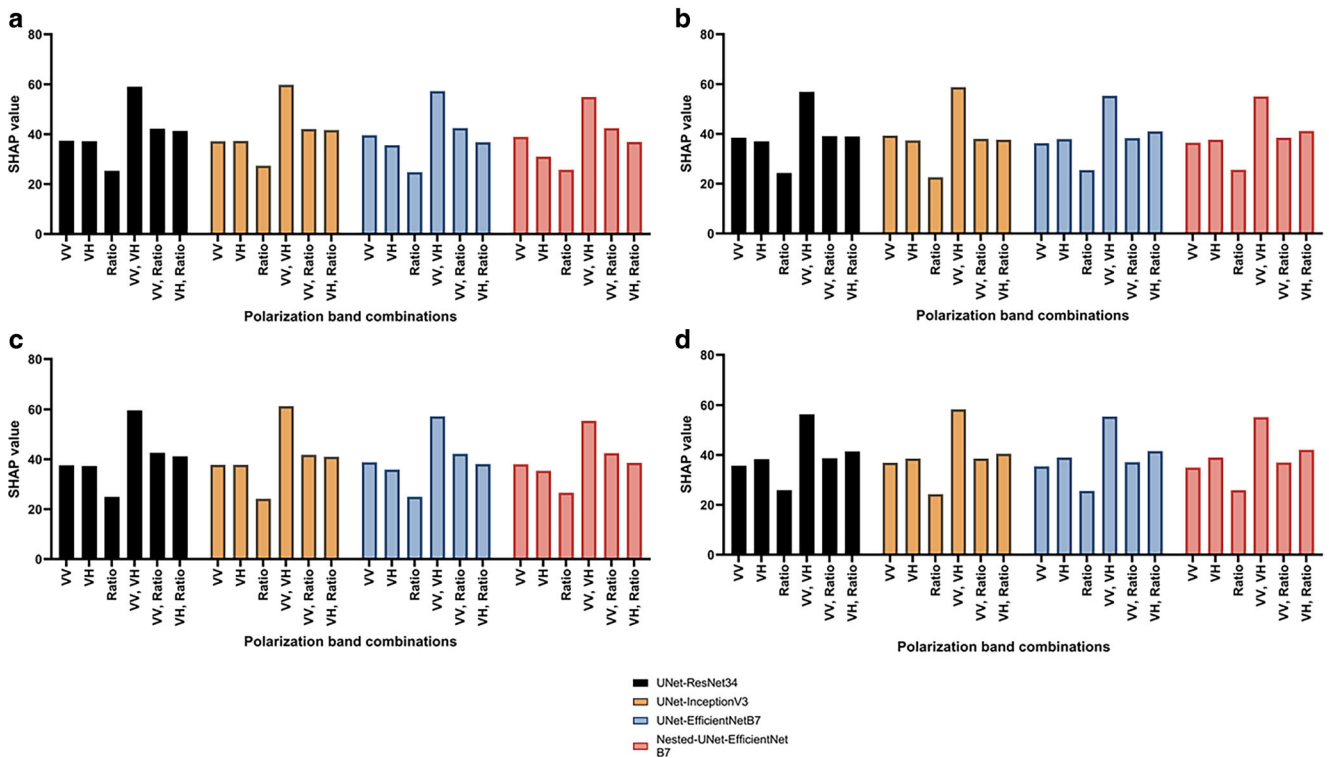 a
80
60
40
20
0
SHAP value
VV
VH
Ratio
VV, VH
VV, Ratio
VH, Ratio
VV
VH
Ratio
VV, VH
VV, Ratio
VH, Ratio
VV
VH
Ratio
VV, VH
VV, Ratio
VH, Ratio
VV
VH
Ratio
VV, VH
VV, Ratio
VH, Ratio
Polarization band combinations
b
80
60
40
20
0
SHAP value
VV
VH
Ratio
VV, VH
VV, Ratio
VH, Ratio
VV
VH
Ratio
VV, VH
VV, Ratio
VH, Ratio
VV
VH
Ratio
VV, VH
VV, Ratio
VH, Ratio
VV
VH
Ratio
VV, VH
VV, Ratio
VH, Ratio
Polarization band combinations
c
80
60
40
20
0
SHAP value
VV
VH
Ratio
VV, VH
VV, Ratio
VH, Ratio
VV
VH
Ratio
VV, VH
VV, Ratio
VH, Ratio
VV
VH
Ratio
VV, VH
VV, Ratio
VH, Ratio
VV
VH
Ratio
VV, VH
VV, Ratio
VH, Ratio
Polarization band combinations
d
80
60
40
20
0
SHAP value
VV
VH
Ratio
VV, VH
VV, Ratio
VH, Ratio
VV
VH
Ratio
VV, VH
VV, Ratio
VH, Ratio
VV
VH
Ratio
VV, VH
VV, Ratio
VH, Ratio
VV
VH
Ratio
VV, VH
VV, Ratio
VH, Ratio
Polarization band combinations
UNet-ResNet34
UNet-InceptionV3
UNet-EfficientNetB7
Nested-UNet-EfficientNet
B7